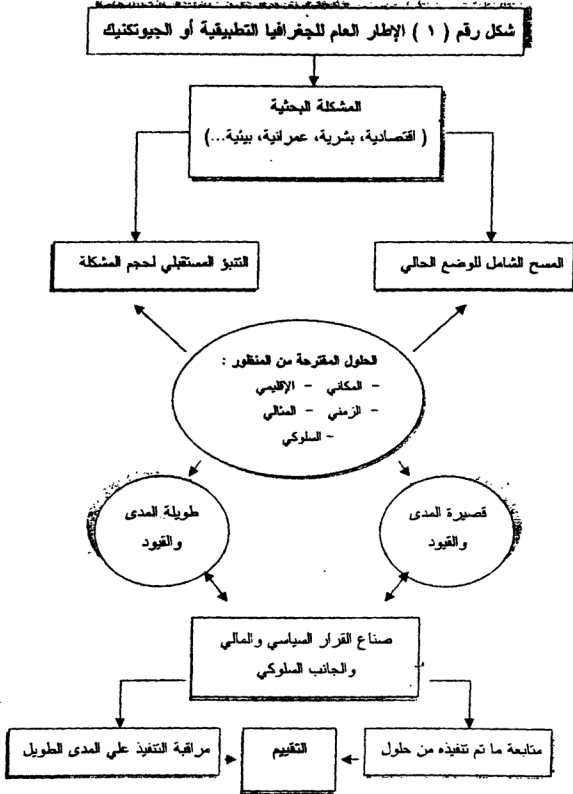 شكل رقم ( ١ ) الإطار العام للجغرافيا التطبيقية أو الجيوتكنيك
المشكلة البحثية
( اقتصادية، بشرية، عمرانية، بيئية...)
المسح الشامل للوضع الحالي
التنبؤ المستقبلي لحجم المشكلة
الحلول المقترحة من المنظور :
- المكاني - الإقليمي
- الزمني - المثالي
- السلوكي
قصيرة المدى
والقيود
طويلة المدى
والقيود
صناع القرار السياسي والمالي
والجانب السلوكي
متابعة ما تم تنفيذه من حلول
التقييم
مراقبة التنفيذ علي المدى الطويل